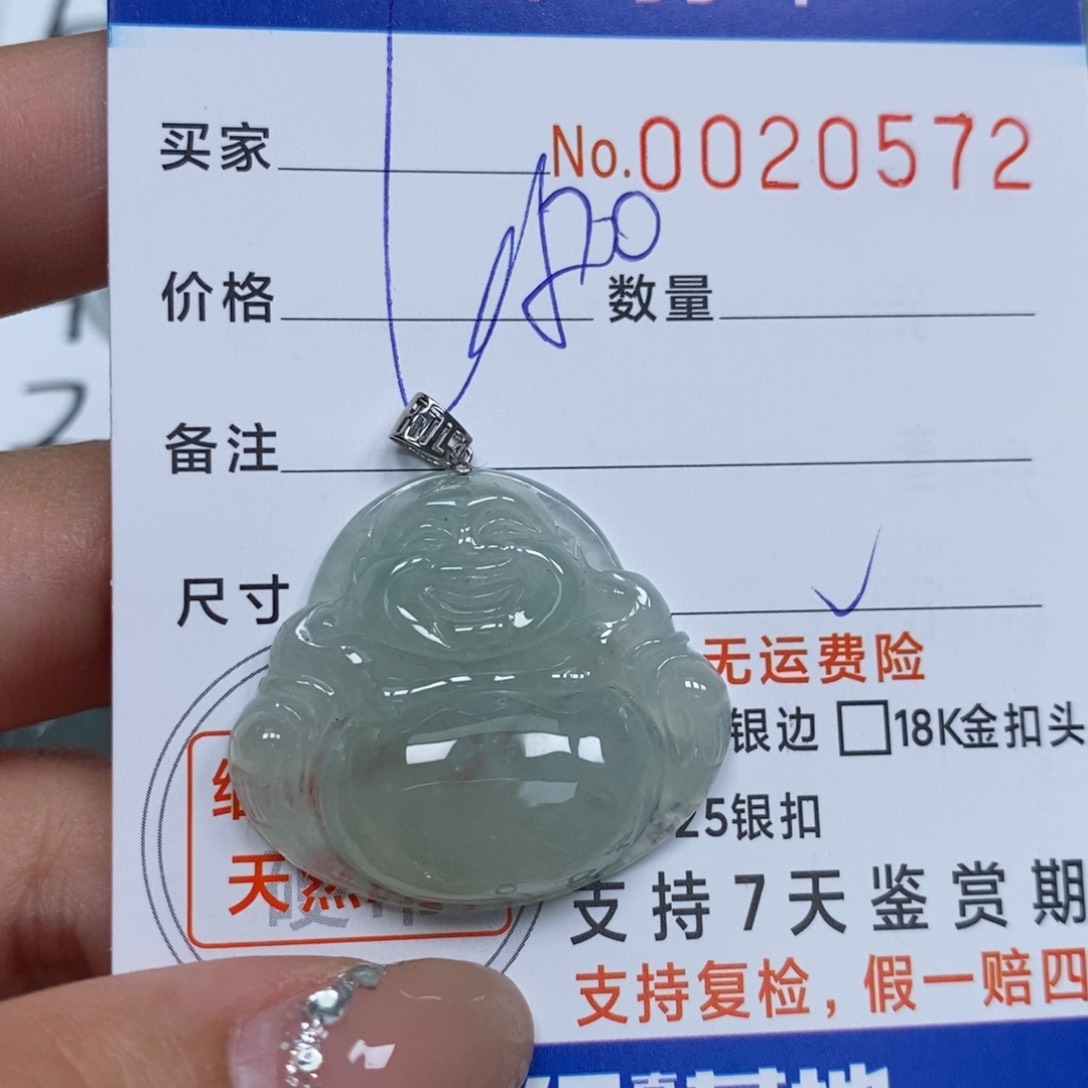 买家 No.0020572
价格 数量
备注
尺寸
无运费险
银边 □18K金扣头
25银扣
天然
支持7天鉴赏期
支持复检，假一赔四